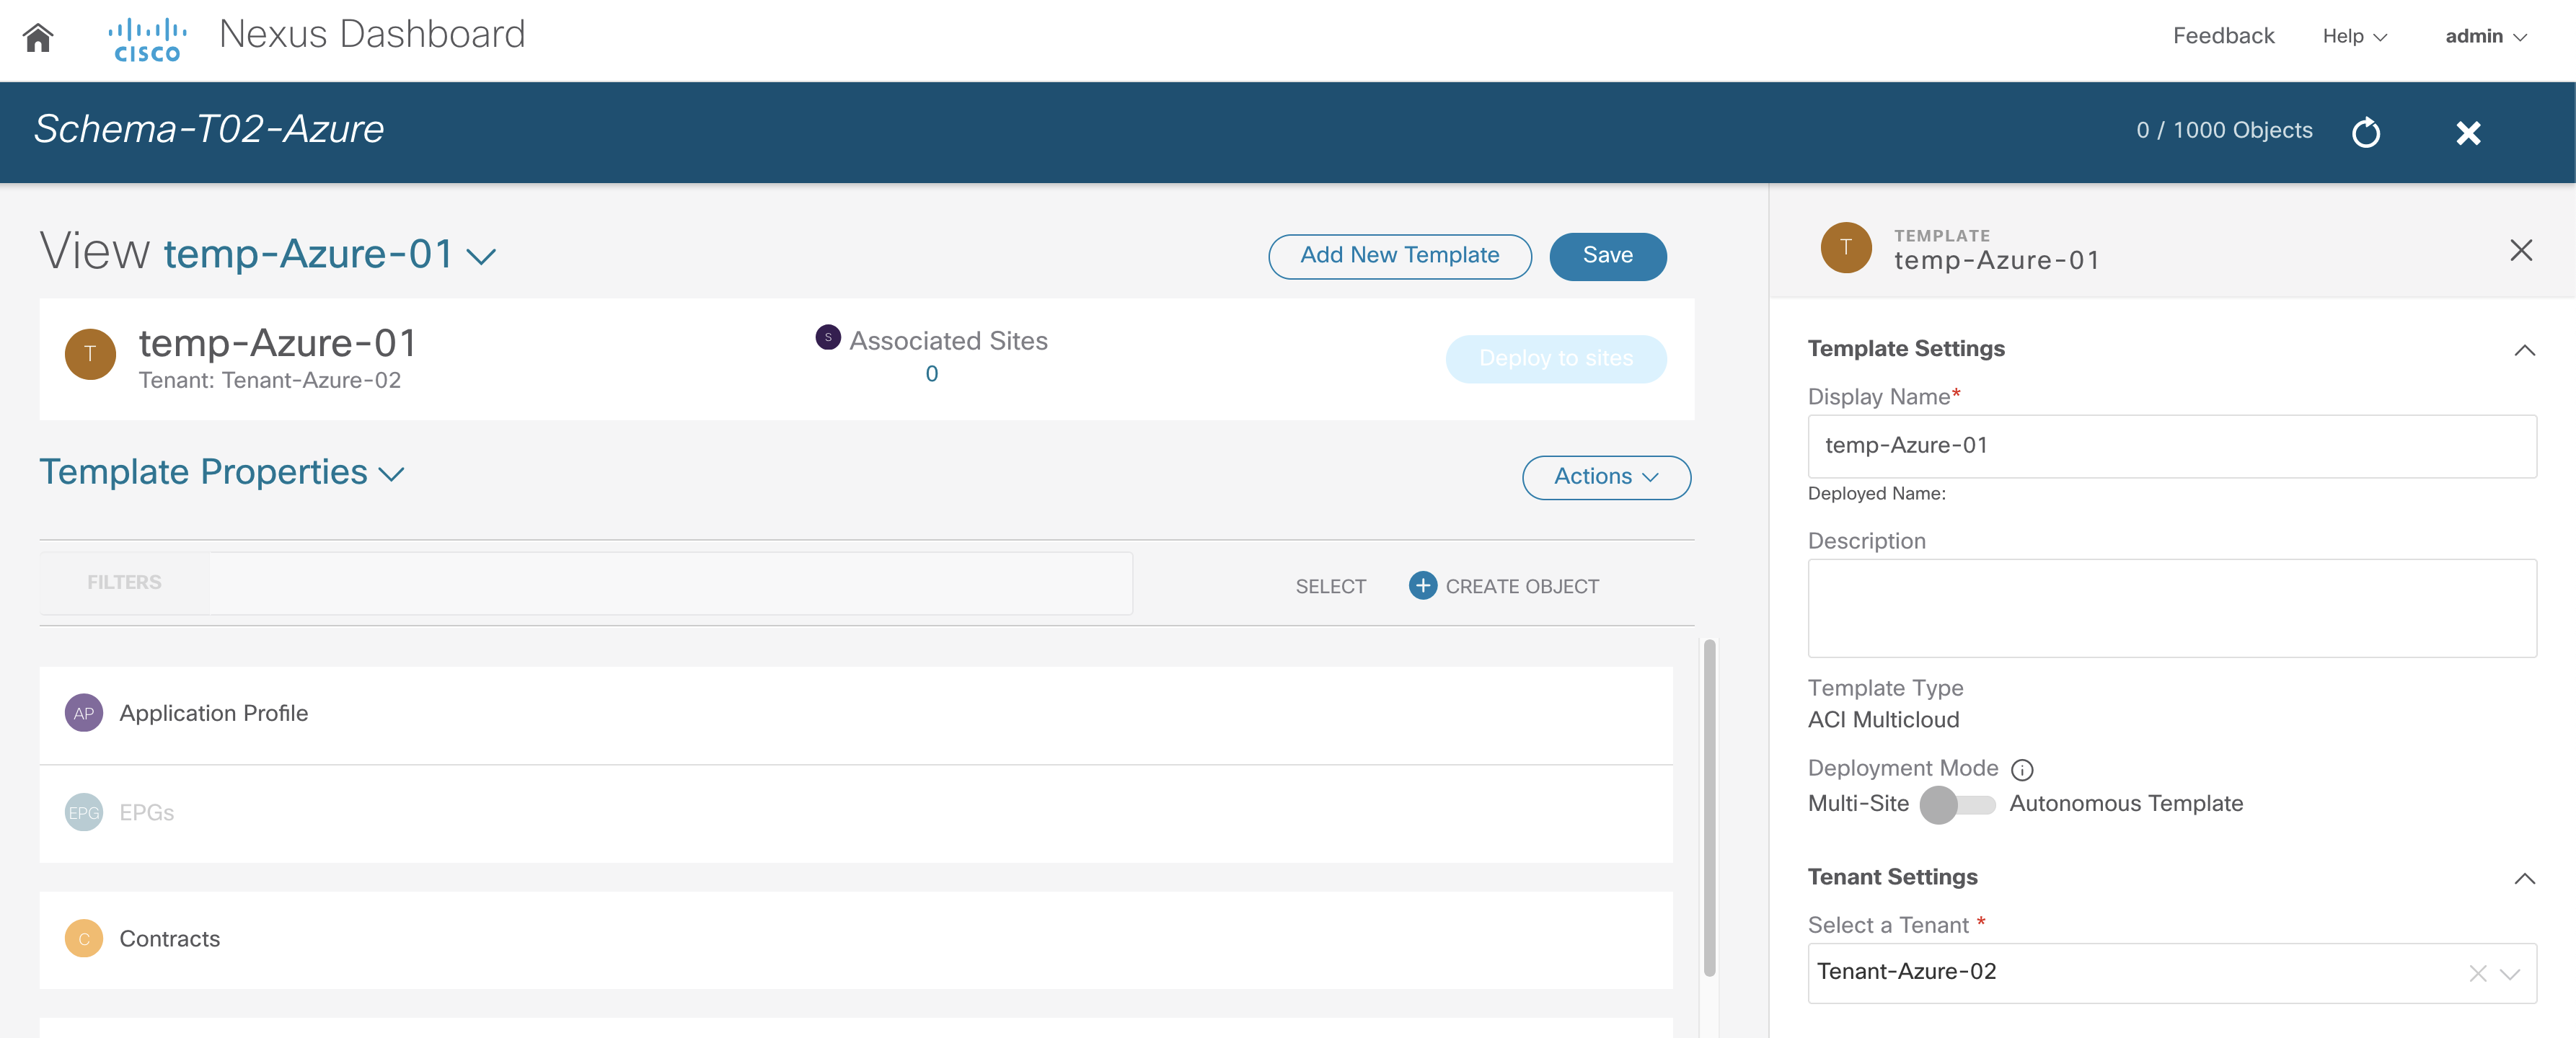 CISCO Nexus Dashboard Feedback Help admin
Schema-T02-Azure 0 / 1000 Objects
View temp-Azure-01 Add New Template Save
T temp-Azure-01
Tenant: Tenant-Azure-02
S Associated Sites
0
Deploy to sites
Template Properties Actions
FILTERS SELECT + CREATE OBJECT
AP Application Profile
EPG EPGs
C Contracts
T TEMPLATE
temp-Azure-01
Template Settings
Display Name*
temp-Azure-01
Deployed Name:
Description
Template Type
ACI Multicloud
Deployment Mode i
Multi-Site Autonomous Template
Tenant Settings
Select a Tenant *
Tenant-Azure-02